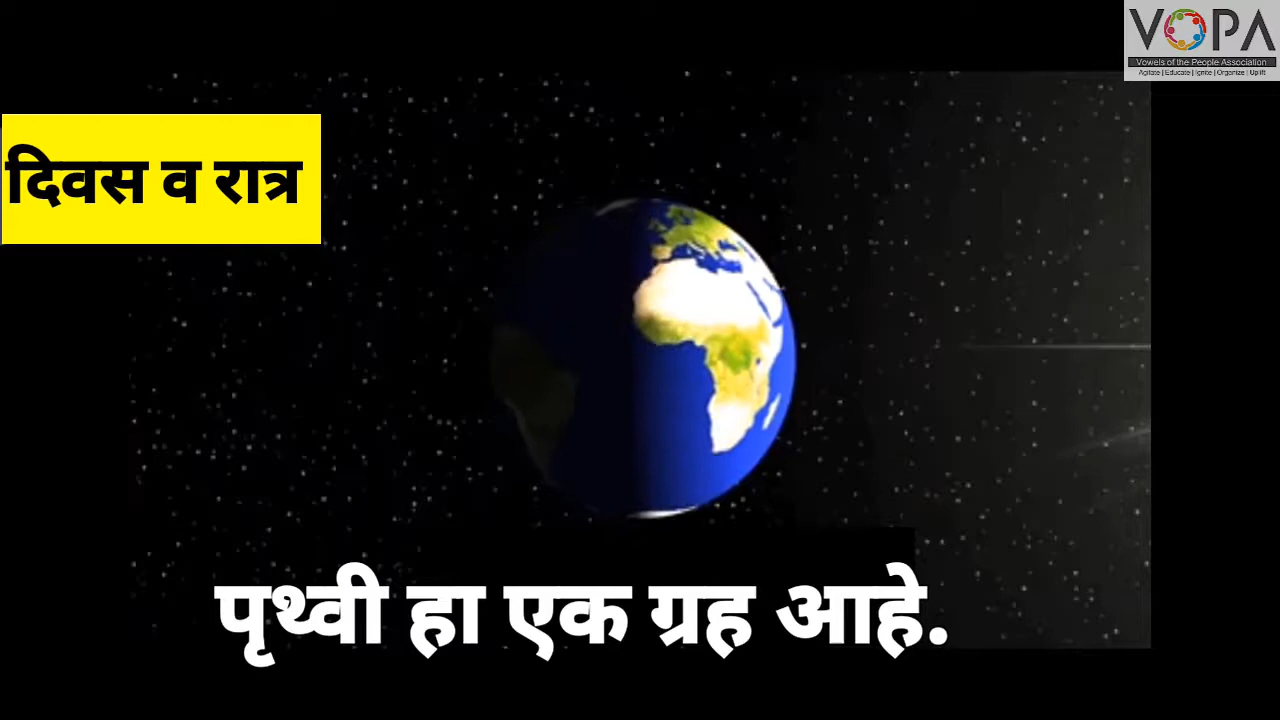 VOPA
Vowels of the People Association
Agitate | Educate | Ignite | Organize | Uplift
दिवस व रात्र
पृथ्वी हा एक ग्रह आहे.